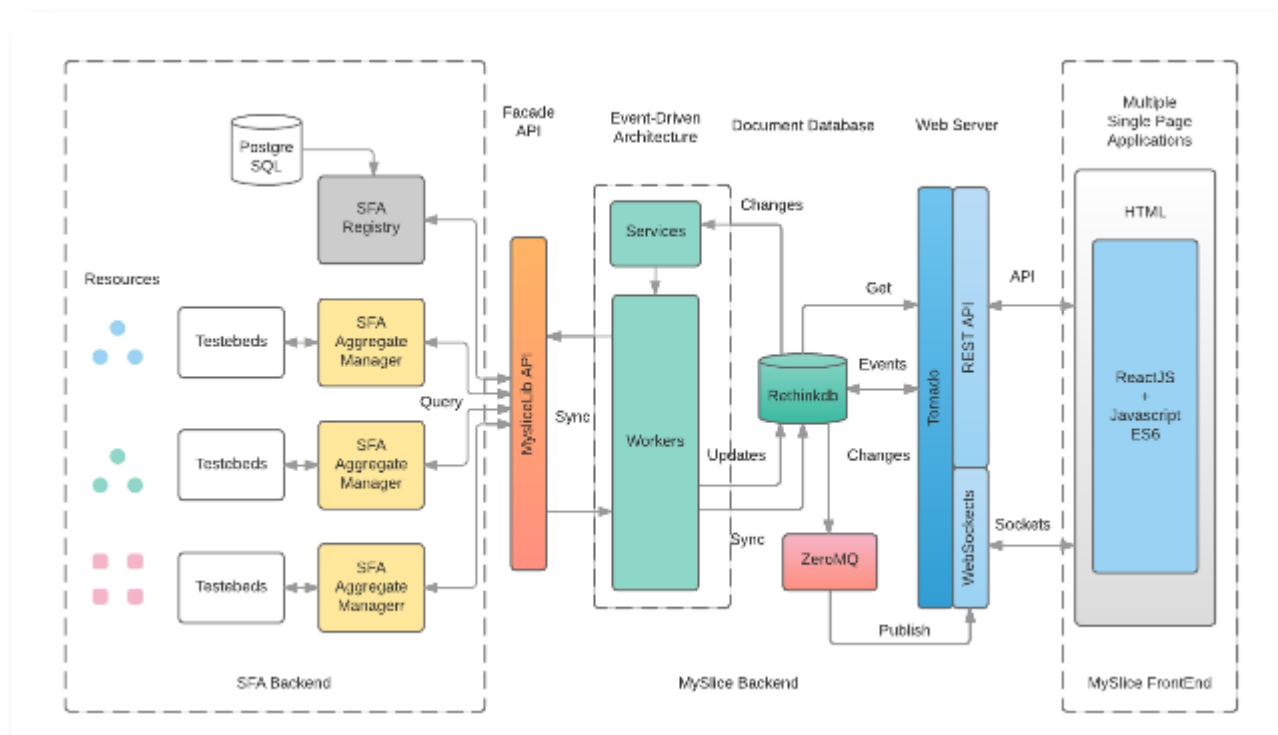 Facade
API
Event-Driven
Architecture
Document Database
Web Server
Multiple
Single Page
Applications
Postgre
SQL
SFA
Registry
Services
Changes
HTML
Resources
Testebeds
SFA
Aggregate
Manager
Query
MysliceLib API
Sync
Workers
Get
Rethinkdb
Events
Tornado
REST API
API
ReactJS
+
Javascript
ES6
Testebeds
SFA
Aggregate
Manager
Updates
Changes
Sync
ZeroMQ
WebSockects
Sockets
Testebeds
SFA
Aggregate
Managerr
Publish
SFA Backend
MySlice Backend
MySlice FrontEnd